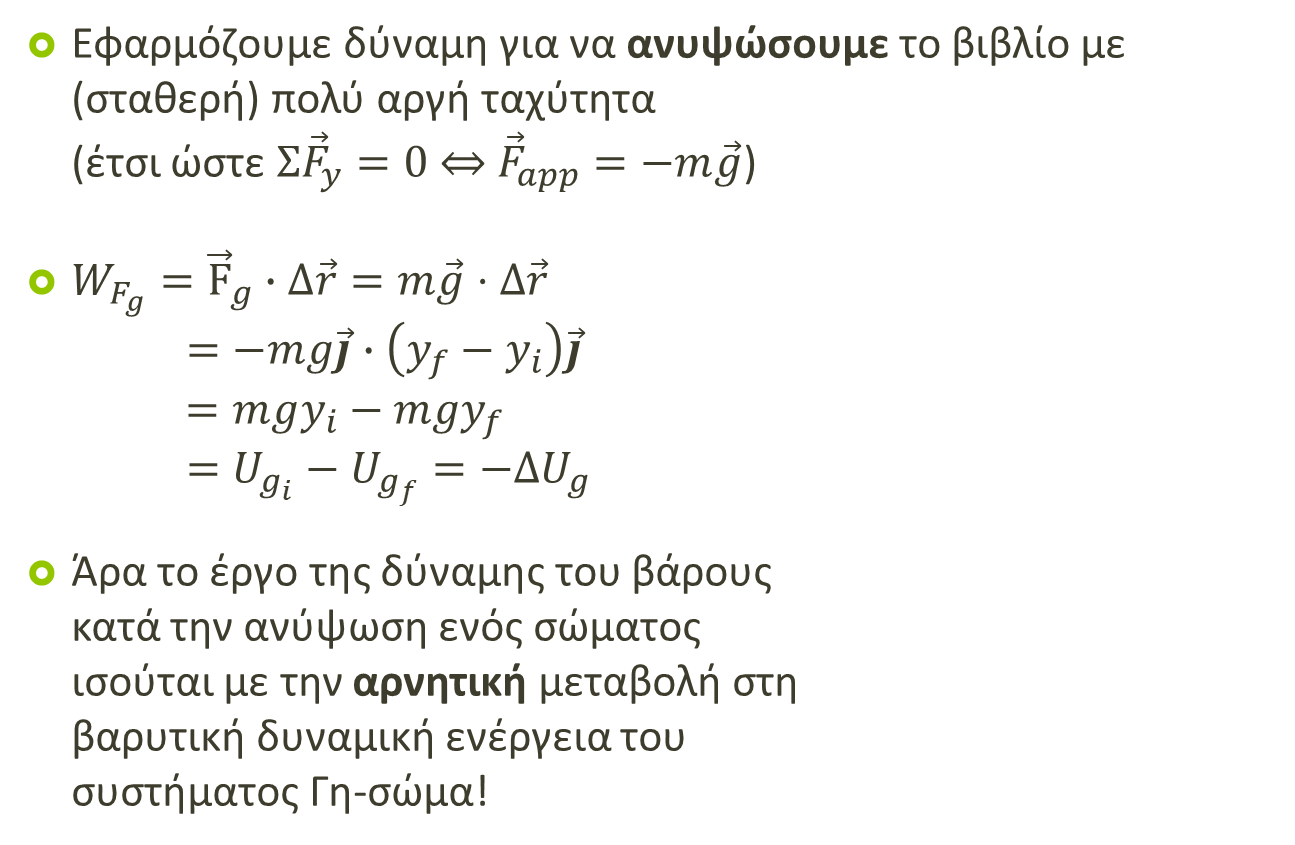 Εφαρμόζουμε δύναμη για να ανυψώσουμε το βιβλίο με
(σταθερή) πολύ αργή ταχύτητα
(έτσι ώστε Σ𝐹⃗_𝑦 = 0 ⇔ 𝐹⃗_𝑎𝑝𝑝 = −𝑚𝑔⃗)
𝑊_{𝐹_𝑔} = F⃗_𝑔 ⋅ Δ𝑟⃗ = 𝑚𝑔⃗ ⋅ Δ𝑟⃗
= −𝑚𝑔𝒋⃗ ⋅ (𝑦_𝑓 − 𝑦_𝑖)𝒋⃗
= 𝑚𝑔𝑦_𝑖 − 𝑚𝑔𝑦_𝑓
= 𝑈_{𝑔_𝑖} − 𝑈_{𝑔_𝑓} = −Δ𝑈_𝑔
Άρα το έργο της δύναμης του βάρους
κατά την ανύψωση ενός σώματος
ισούται με την αρνητική μεταβολή στη
βαρυτική δυναμική ενέργεια του
συστήματος Γη-σώμα!